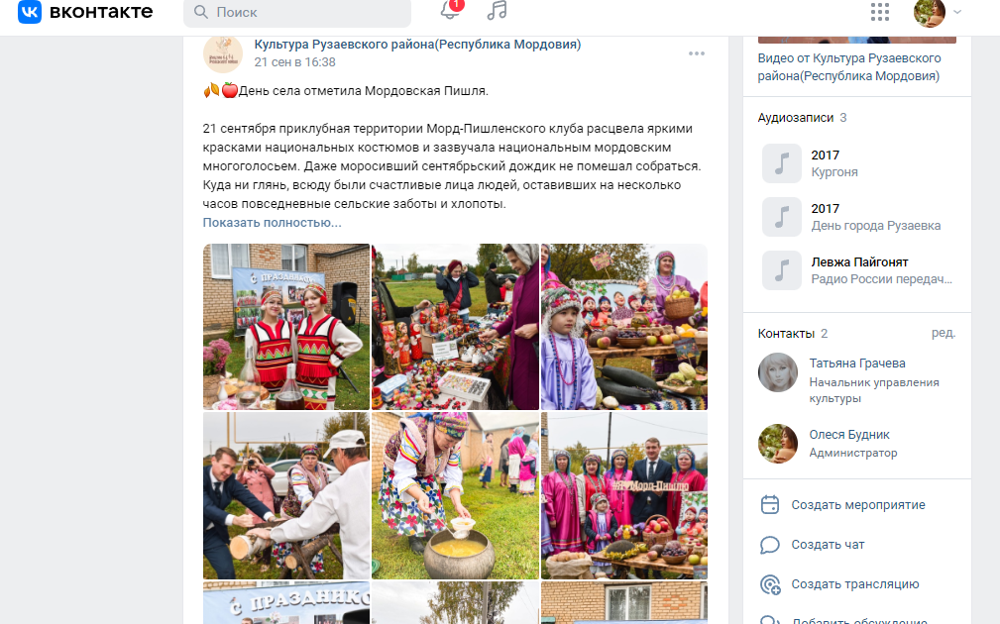 вконтакте
Поиск
1
Культура Рузаевского района(Республика Мордовия)
21 сен в 16:38
День села отметила Мордовская Пишля.
21 сентября приклубная территории Морд-Пишленского клуба расцвела яркими
красками национальных костюмов и зазвучала национальным мордовским
многоголосьем. Даже моросивший сентябрьский дождик не помешал собраться.
Куда ни глянь, всюду были счастливые лица людей, оставивших на несколько
часов повседневные сельские заботы и хлопоты.
Показать полностью...
С ПРАЗДНИКОМ
#Я Морд-Пишлю
С ПРАЗДНИКО
Видео от Культура Рузаевского
района(Республика Мордовия)
Аудиозаписи 3
2017
Кургоня
2017
День города Рузаевка
Левжа Пайгонят
Радио России передач...
Контакты 2
ред.
Татьяна Грачева
Начальник управления
культуры
Олеся Будник
Администратор
Создать мероприятие
Создать чат
Создать трансляцию
Добавить обсуждение